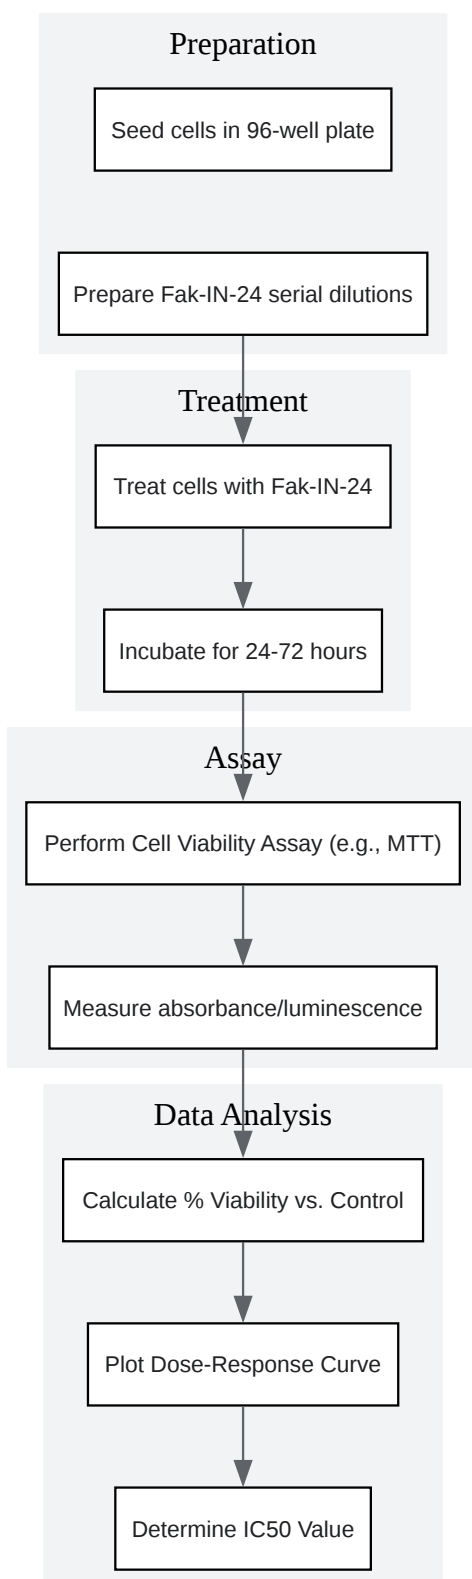 Preparation
Seed cells in 96-well plate
Prepare Fak-IN-24 serial dilutions
Treatment
Treat cells with Fak-IN-24
Incubate for 24-72 hours
Assay
Perform Cell Viability Assay (e.g., MTT)
Measure absorbance/luminescence
Data Analysis
Calculate % Viability vs. Control
Plot Dose-Response Curve
Determine IC50 Value